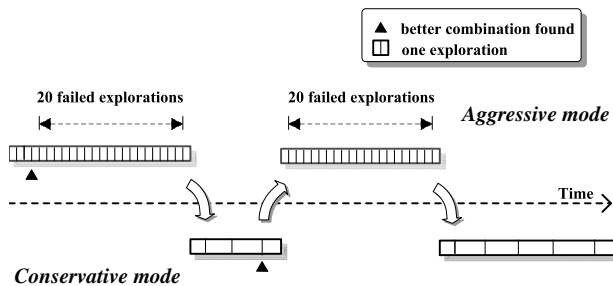 better combination found
one exploration
20 failed explorations
20 failed explorations
Aggressive mode
Time
Conservative mode